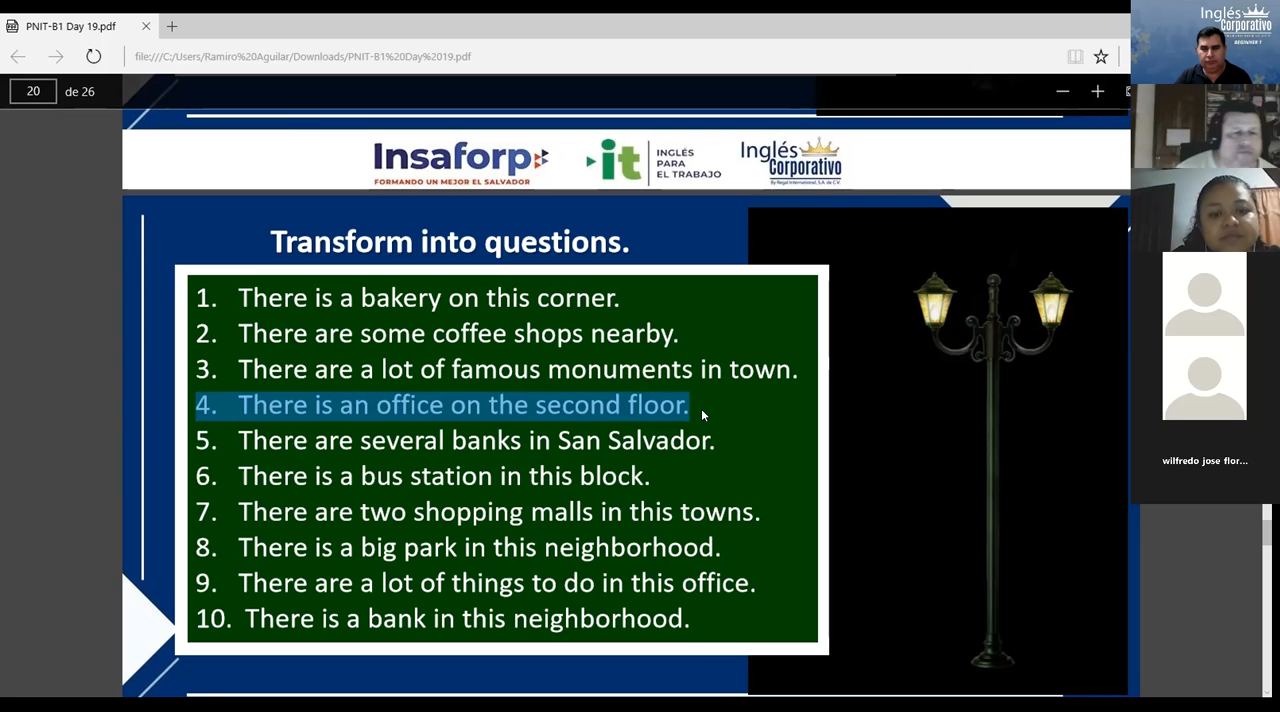 PNIT-B1 Day 19.pdf
file:///C:/Users/Ramiro%20Aguilar/Downloads/PNIT-B1%20Day%2019.pdf
20 de 26
Insaforp
FORMANDO UN MEJOR EL SALVADOR
it
INGLÉS
PARA
EL TRABAJO
Inglés
Corporativo
By Regal International, S.A. de C.V.
Inglés
Corporativo
BEGINNER 1
Transform into questions.
1. There is a bakery on this corner.
2. There are some coffee shops nearby.
3. There are a lot of famous monuments in town.
4. There is an office on the second floor.
5. There are several banks in San Salvador.
6. There is a bus station in this block.
7. There are two shopping malls in this towns.
8. There is a big park in this neighborhood.
9. There are a lot of things to do in this office.
10. There is a bank in this neighborhood.
wilfredo jose flor...